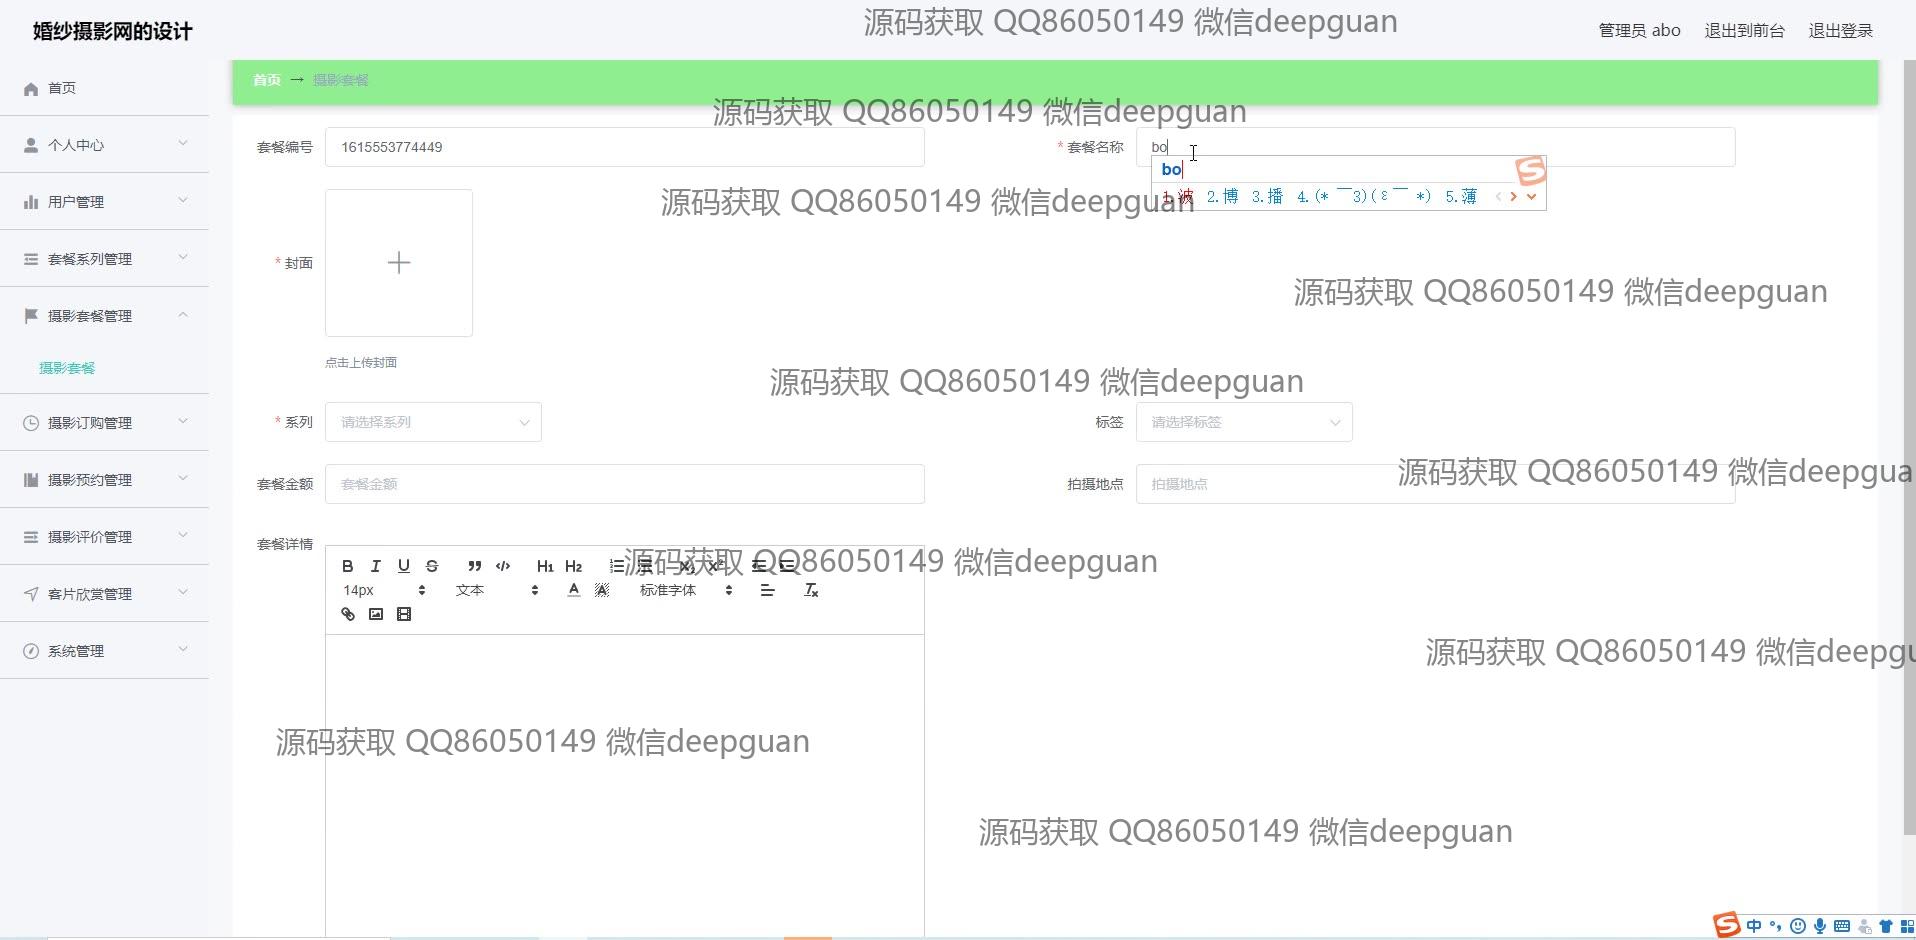 婚纱摄影网的设计
源码获取 QQ86050149 微信deepguan
管理员 abo
退出到前台
退出登录
首页
个人中心
用户管理
套餐系列管理
摄影套餐管理
摄影套餐
摄影订购管理
摄影预约管理
摄影评价管理
客片欣赏管理
系统管理
首页 → 摄影套餐
源码获取 QQ86050149 微信deepguan
套餐编号
1615553774449
* 套餐名称
bo
bo
1.波 2.博 3.播 4.(* ￣3)(ε￣ *) 5.薄
源码获取 QQ86050149 微信deepguan
* 封面
源码获取 QQ86050149 微信deepguan
点击上传封面
源码获取 QQ86050149 微信deepguan
* 系列
请选择系列
标签
请选择标签
源码获取 QQ86050149 微信deepgua
套餐金额
套餐金额
拍摄地点
拍摄地点
套餐详情
源码获取 QQ86050149 微信deepguan
B I U S H1 H2
14px 文本 A A 标准字体
源码获取 QQ86050149 微信deepgu
源码获取 QQ86050149 微信deepguan
源码获取 QQ86050149 微信deepguan
中